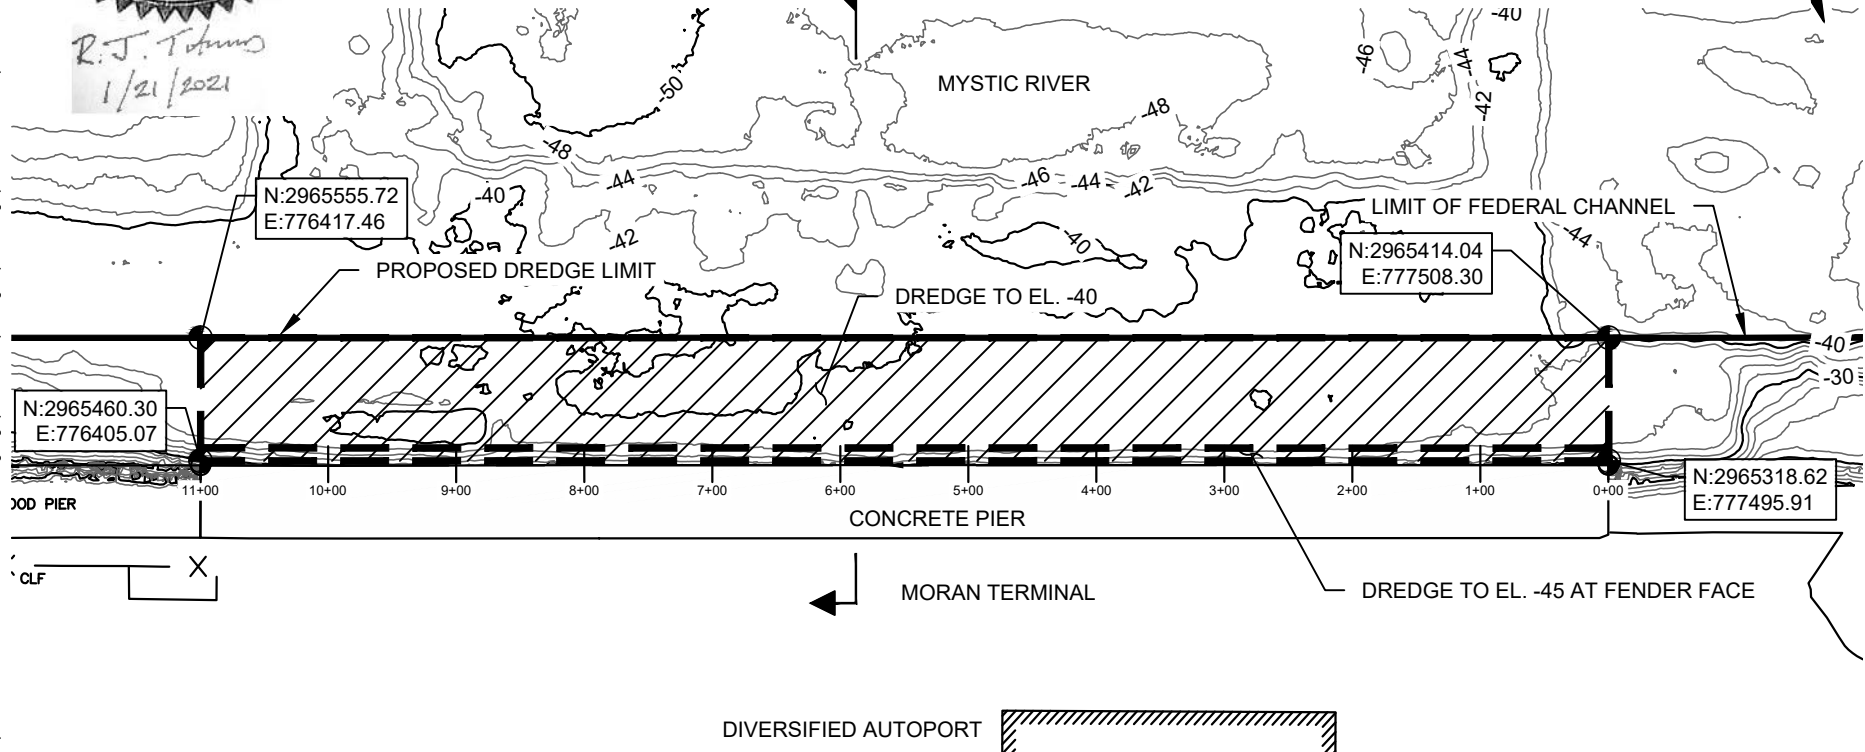 R.J. T
1/21/2021
-40
-46
-44
-42
-50
MYSTIC RIVER
-48
-48
-44
-46
-44
-42
-40
N:2965555.72
E:776417.46
LIMIT OF FEDERAL CHANNEL
-42
-40
-44
N:2965414.04
E:777508.30
PROPOSED DREDGE LIMIT
DREDGE TO EL. -40
-40
-30
N:2965460.30
E:776405.07
11+00
10+00
9+00
8+00
7+00
6+00
5+00
4+00
3+00
2+00
1+00
0+00
N:2965318.62
E:777495.91
OOD PIER
CONCRETE PIER
X
CLF
MORAN TERMINAL
DREDGE TO EL. -45 AT FENDER FACE
DIVERSIFIED AUTOPORT